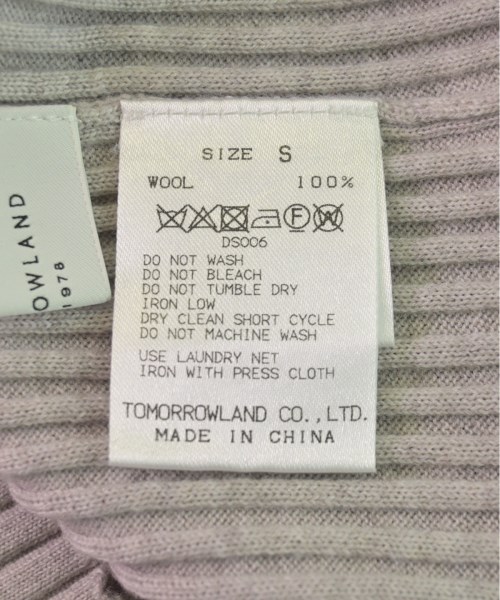 SIZE S
WOOL 100%
F W
DS006
DO NOT WASH
DO NOT BLEACH
DO NOT TUMBLE DRY
IRON LOW
DRY CLEAN SHORT CYCLE
DO NOT MACHINE WASH
USE LAUNDRY NET
IRON WITH PRESS CLOTH
TOMORROWLAND CO.,LTD.
MADE IN CHINA
OWLAND
1978